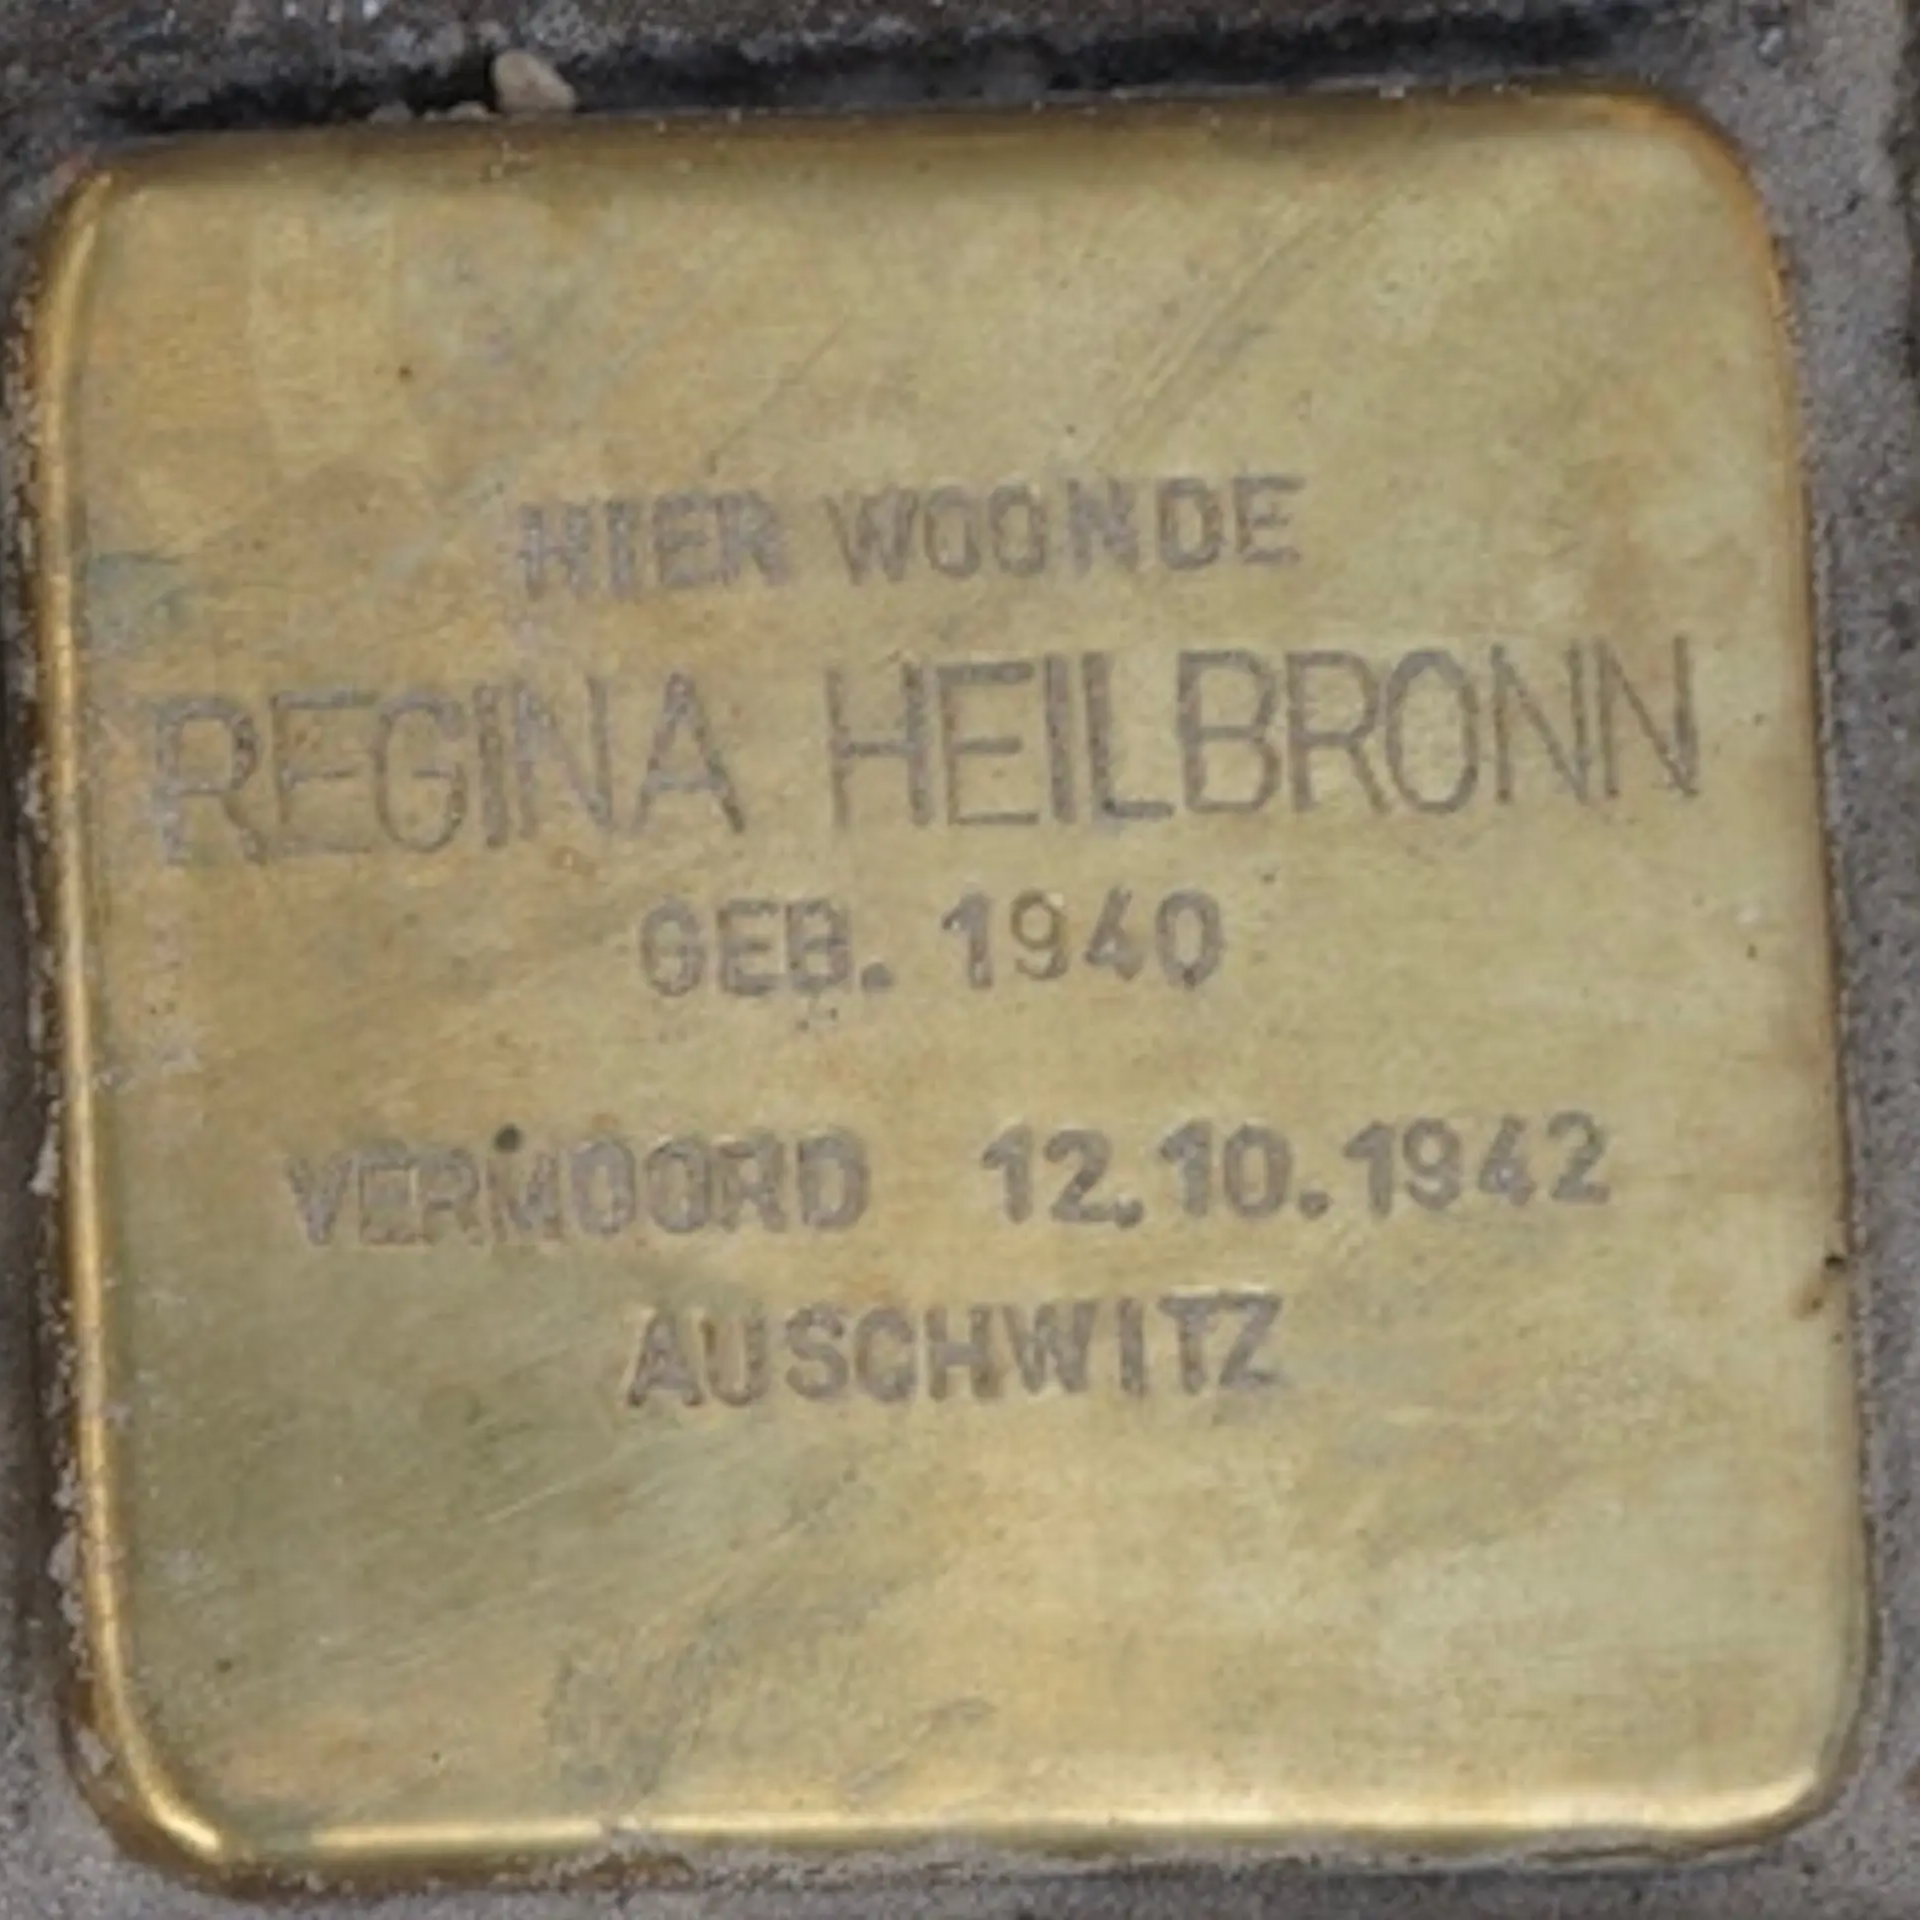 HIER WOONDE
REGINA HEILBRONN
GEB. 1940
VERMOORD 12.10.1942
AUSCHWITZ